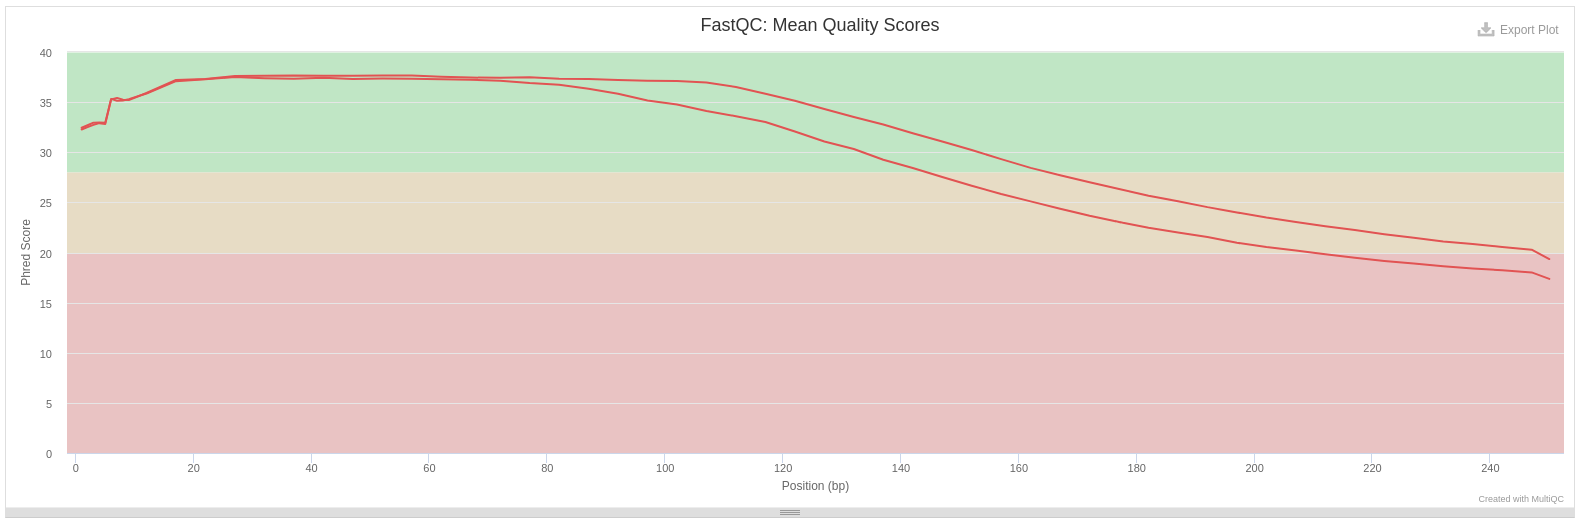 FastQC: Mean Quality Scores
Export Plot
40
35
30
25
20
15
10
5
0
Phred Score
0 20 40 60 80 100 120 140 160 180 200 220 240
Position (bp)
Created with MultiQC